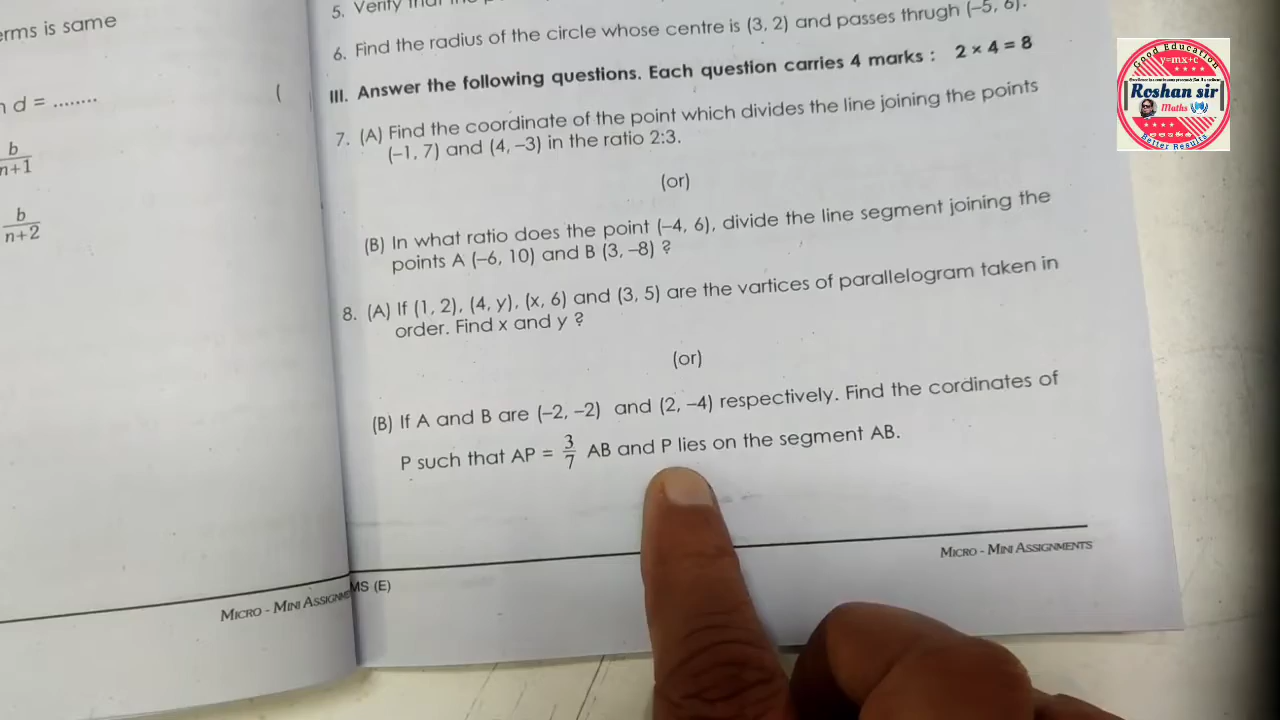 erms is same
n d = ........
(
b
n+1
b
n+2
5. Verify that the
6. Find the radius of the circle whose centre is (3, 2) and passes thrugh (–5, 6).
III. Answer the following questions. Each question carries 4 marks : 2 × 4 = 8
7. (A) Find the coordinate of the point which divides the line joining the points
(–1, 7) and (4, –3) in the ratio 2:3.
(or)
(B) In what ratio does the point (–4, 6), divide the line segment joining the
points A (–6, 10) and B (3, –8) ?
8. (A) If (1, 2), (4, y), (x, 6) and (3, 5) are the vartices of parallelogram taken in
order. Find x and y ?
(or)
(B) If A and B are (–2, –2) and (2, –4) respectively. Find the cordinates of
P such that AP = 3/7 AB and P lies on the segment AB.
MICRO - MINI ASSIGNMENTS
MS (E)
MICRO - MINI ASSIGNME
Good Education
y=mx+c
Roshan sir
Maths
Better Results